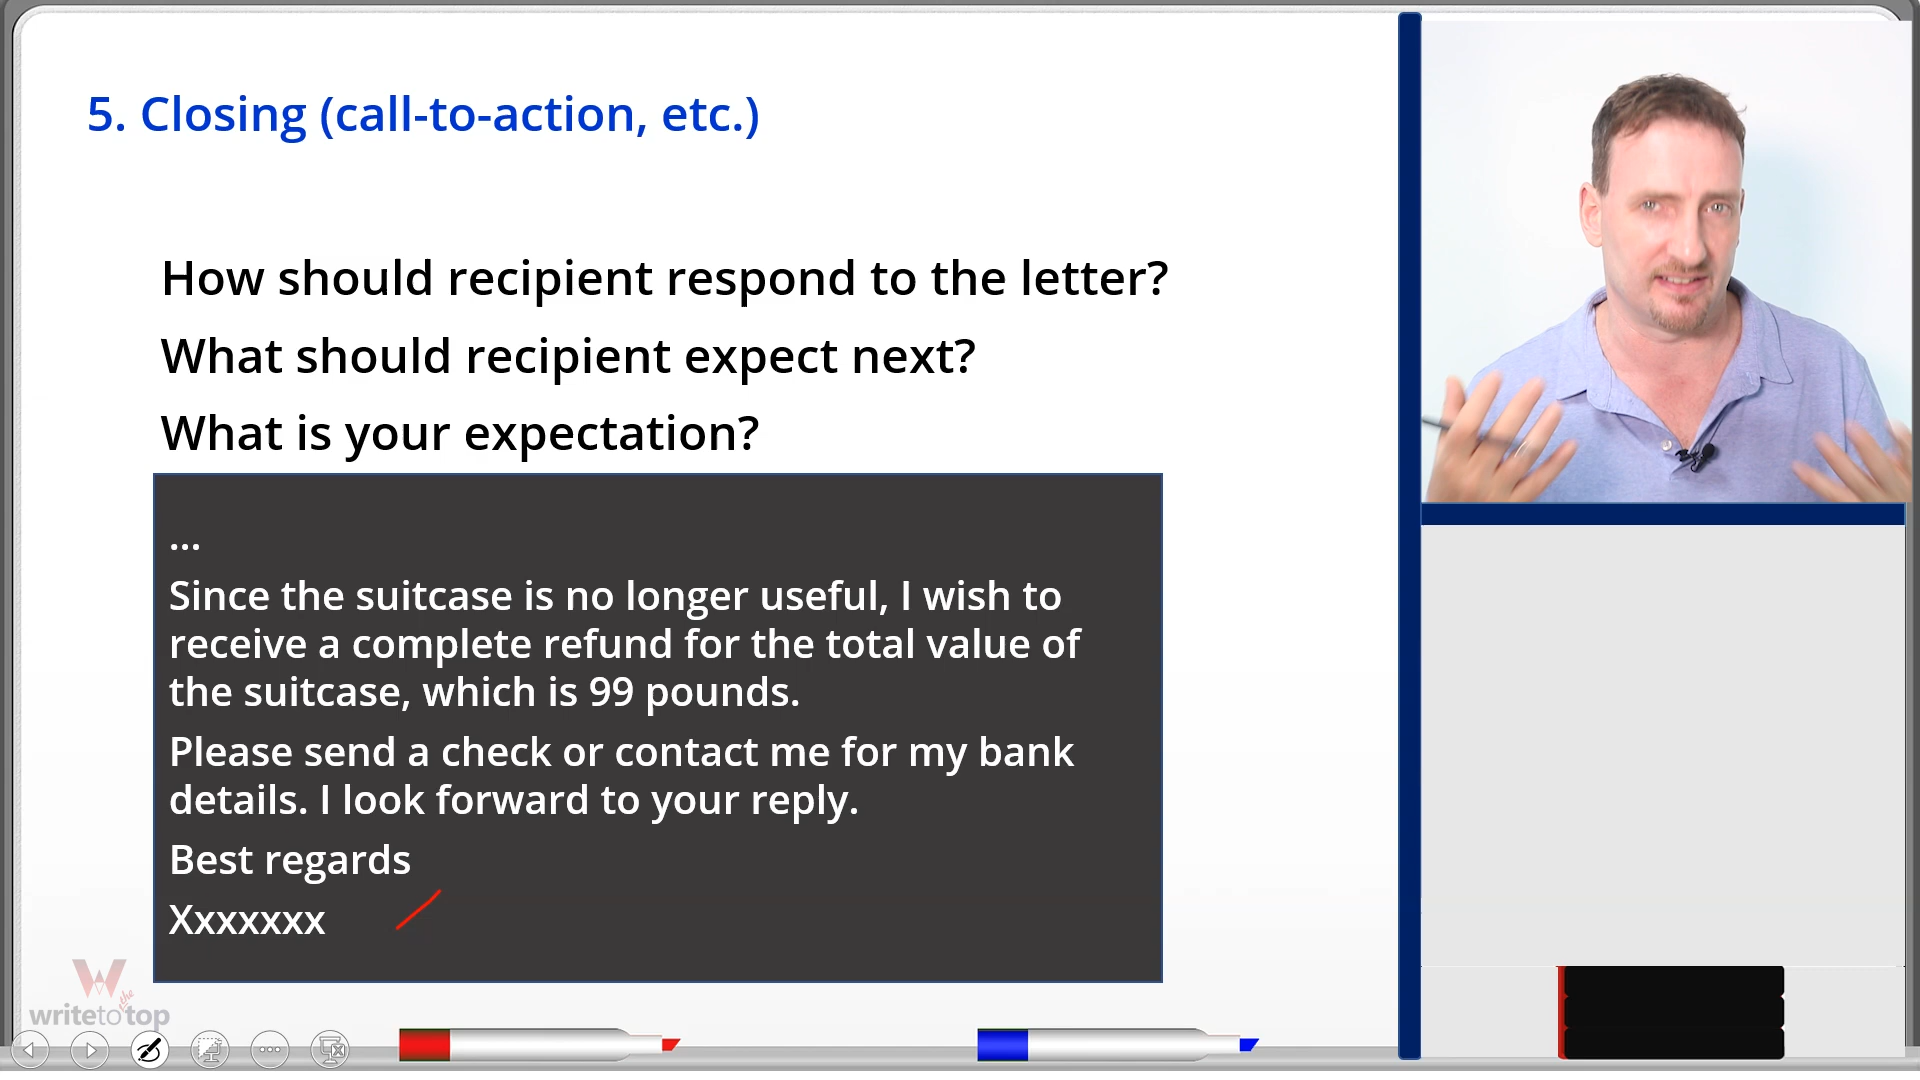 5. Closing (call-to-action, etc.)
How should recipient respond to the letter?
What should recipient expect next?
What is your expectation?
...
Since the suitcase is no longer useful, I wish to
receive a complete refund for the total value of
the suitcase, which is 99 pounds.
Please send a check or contact me for my bank
details. I look forward to your reply.
Best regards
Xxxxxxx
W
writetothetop